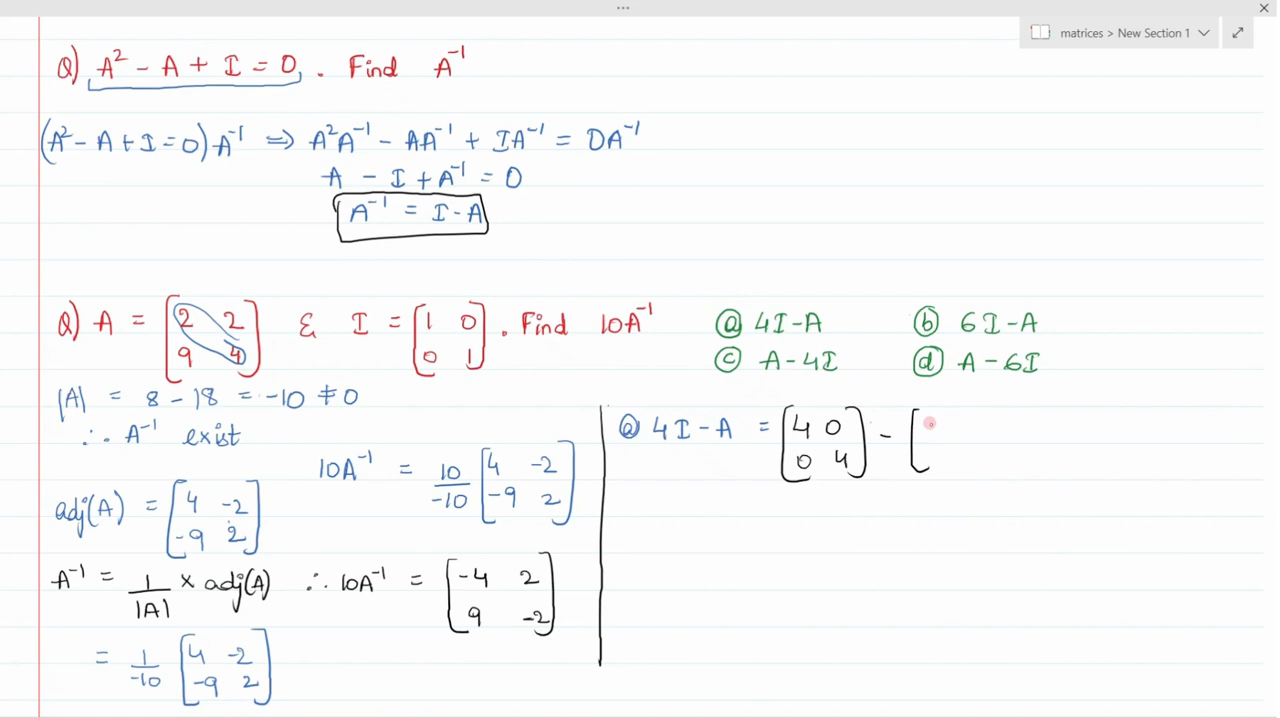 matrices > New Section 1
Q) A² - A + I = 0 . Find A⁻¹
(A² - A + I = 0) A⁻¹ ⇒ A²A⁻¹ - AA⁻¹ + IA⁻¹ = 0A⁻¹
A - I + A⁻¹ = 0
A⁻¹ = I - A
Q) A = [2 2; 9 4] & I = [1 0; 0 1] . Find 10A⁻¹
ⓐ 4I - A ⓑ 6I - A
ⓒ A - 4I ⓓ A - 6I
|A| = 8 - 18 = -10 ≠ 0
∴ A⁻¹ exist
adj(A) = [4 -2; -9 2]
A⁻¹ = 1/|A| × adj(A)
= 1/-10 [4 -2; -9 2]
10A⁻¹ = 10/-10 [4 -2; -9 2]
∴ 10A⁻¹ = [-4 2; 9 -2]
ⓐ 4I - A = [4 0; 0 4] - [